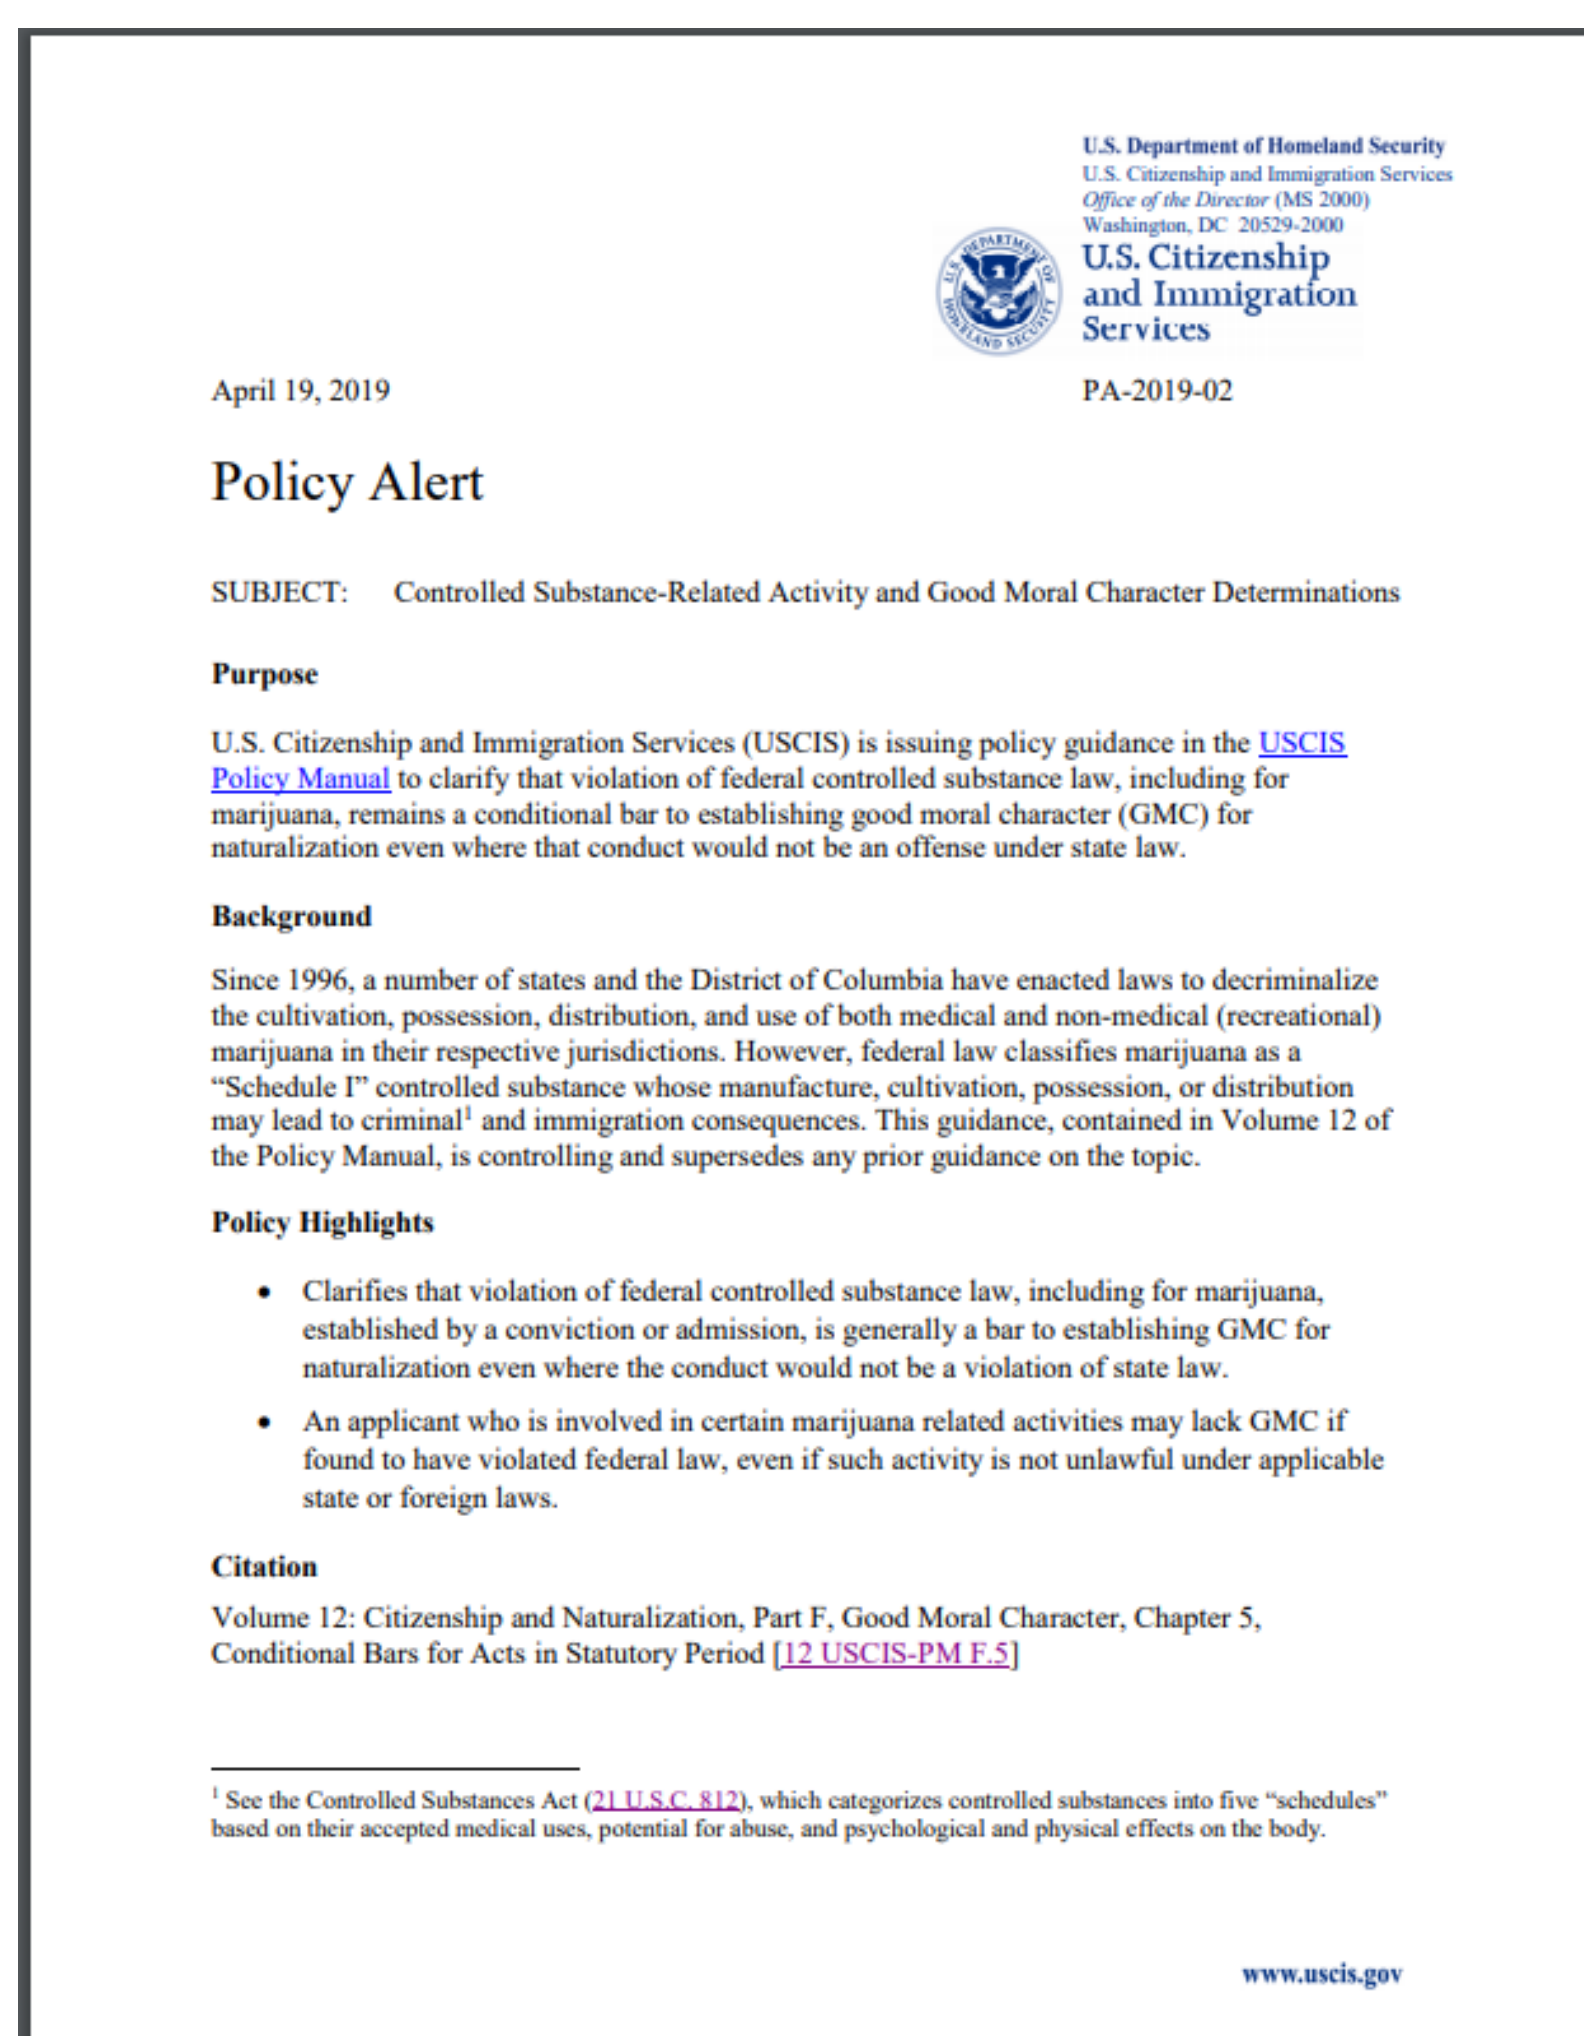 U.S. Department of Homeland Security
U.S. Citizenship and Immigration Services
Office of the Director (MS 2000)
Washington, DC 20529-2000
U.S. DEPARTMENT OF HOMELAND SECURITY
U.S. Citizenship
and Immigration
Services
April 19, 2019 PA-2019-02
Policy Alert
SUBJECT: Controlled Substance-Related Activity and Good Moral Character Determinations
Purpose
U.S. Citizenship and Immigration Services (USCIS) is issuing policy guidance in the USCIS
Policy Manual to clarify that violation of federal controlled substance law, including for
marijuana, remains a conditional bar to establishing good moral character (GMC) for
naturalization even where that conduct would not be an offense under state law.
Background
Since 1996, a number of states and the District of Columbia have enacted laws to decriminalize
the cultivation, possession, distribution, and use of both medical and non-medical (recreational)
marijuana in their respective jurisdictions. However, federal law classifies marijuana as a
“Schedule I” controlled substance whose manufacture, cultivation, possession, or distribution
may lead to criminal¹ and immigration consequences. This guidance, contained in Volume 12 of
the Policy Manual, is controlling and supersedes any prior guidance on the topic.
Policy Highlights
• Clarifies that violation of federal controlled substance law, including for marijuana,
established by a conviction or admission, is generally a bar to establishing GMC for
naturalization even where the conduct would not be a violation of state law.
• An applicant who is involved in certain marijuana related activities may lack GMC if
found to have violated federal law, even if such activity is not unlawful under applicable
state or foreign laws.
Citation
Volume 12: Citizenship and Naturalization, Part F, Good Moral Character, Chapter 5,
Conditional Bars for Acts in Statutory Period [12 USCIS-PM F.5]
¹ See the Controlled Substances Act (21 U.S.C. 812), which categorizes controlled substances into five “schedules”
based on their accepted medical uses, potential for abuse, and psychological and physical effects on the body.
www.uscis.gov